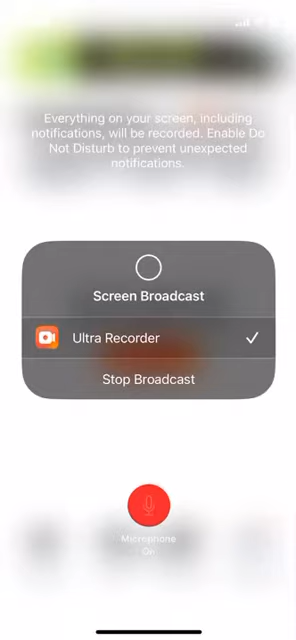 Everything on your screen, including
notifications, will be recorded. Enable Do
Not Disturb to prevent unexpected
notifications.
Screen Broadcast
Ultra Recorder
Stop Broadcast
Microphone
On